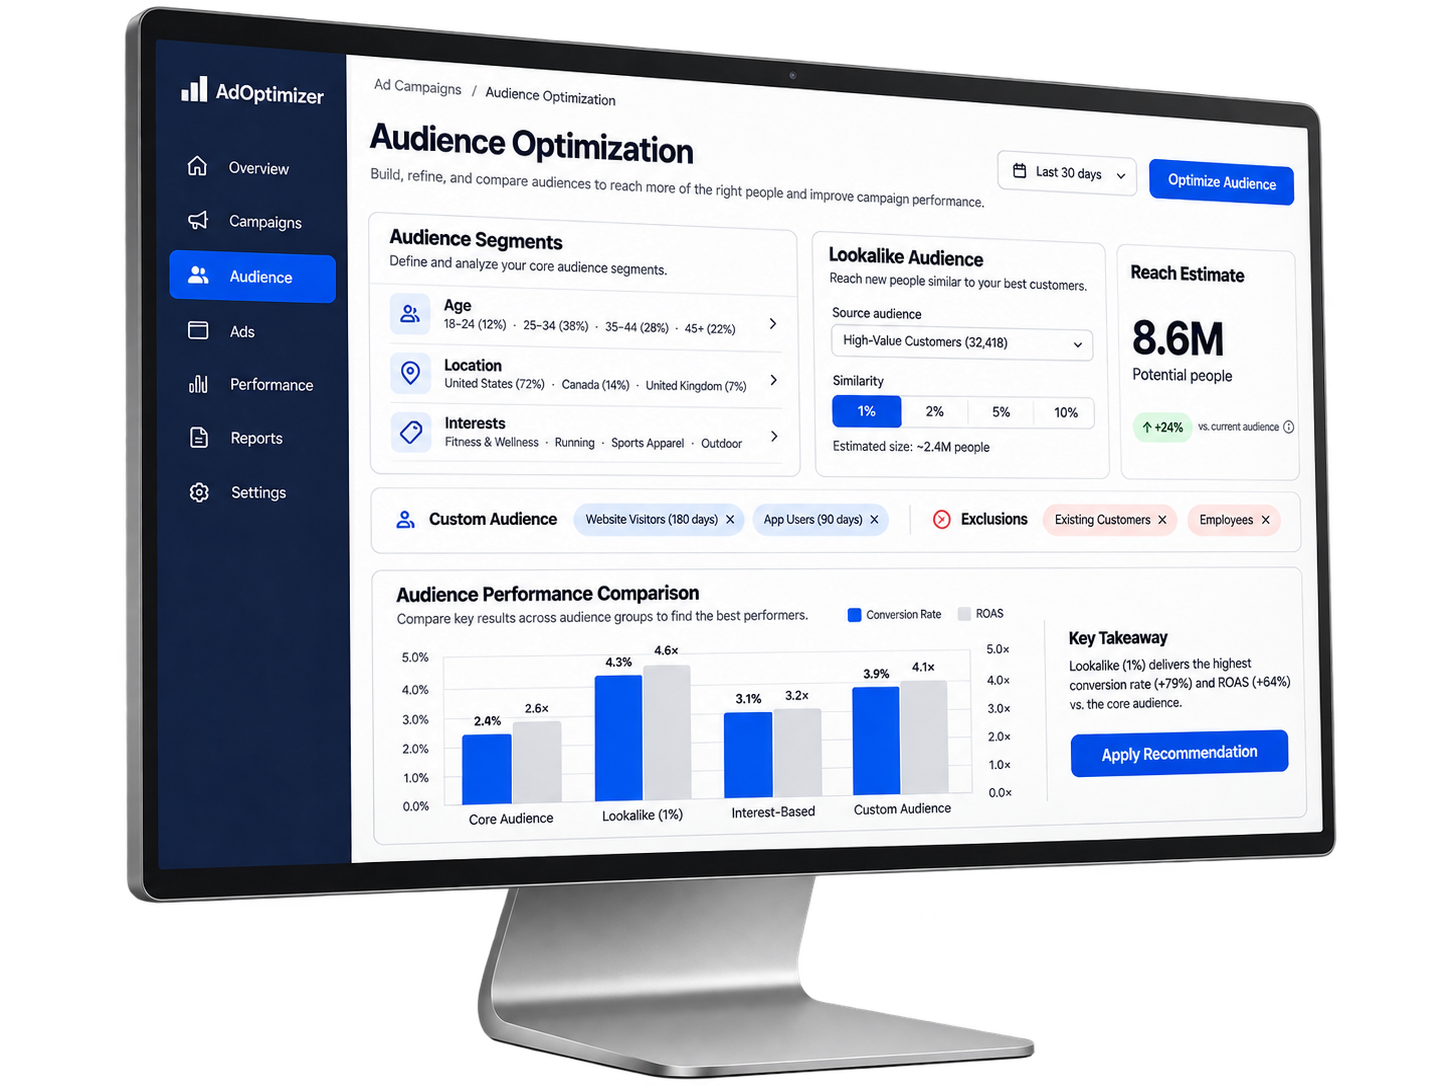 AdOptimizer
Overview
Campaigns
Audience
Ads
Performance
Reports
Settings
Ad Campaigns / Audience Optimization
Audience Optimization
Build, refine, and compare audiences to reach more of the right people and improve campaign performance.
Last 30 days
Optimize Audience
Audience Segments
Define and analyze your core audience segments.
Age
18–24 (12%) · 25–34 (38%) · 35–44 (28%) · 45+ (22%)
Location
United States (72%) · Canada (14%) · United Kingdom (7%)
Interests
Fitness & Wellness · Running · Sports Apparel · Outdoor
Lookalike Audience
Reach new people similar to your best customers.
Source audience
High-Value Customers (32,418)
Similarity
1% 2% 5% 10%
Estimated size: ~2.4M people
Reach Estimate
8.6M
Potential people
↑ +24% vs. current audience
Custom Audience
Website Visitors (180 days) ×
App Users (90 days) ×
Exclusions
Existing Customers ×
Employees ×
Audience Performance Comparison
Compare key results across audience groups to find the best performers.
Conversion Rate
ROAS
5.0%
4.0%
3.0%
2.0%
1.0%
0.0%
2.4% 2.6×
4.3% 4.6×
3.1% 3.2×
3.9% 4.1×
5.0×
4.0×
3.0×
2.0×
1.0×
0.0×
Core Audience
Lookalike (1%)
Interest-Based
Custom Audience
Key Takeaway
Lookalike (1%) delivers the highest
conversion rate (+79%) and ROAS (+64%)
vs. the core audience.
Apply Recommendation